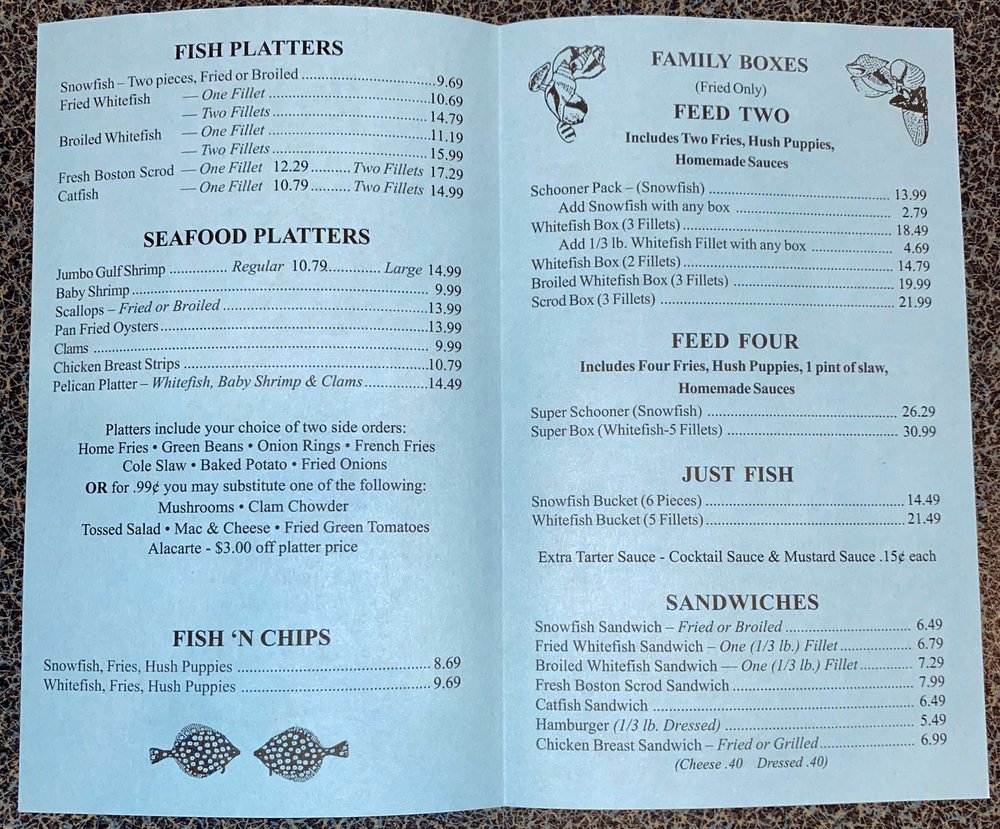 FISH PLATTERS
Snowfish – Two pieces, Fried or Broiled ........ 9.69
Fried Whitefish — One Fillet ........ 10.69
— Two Fillets ........ 14.79
Broiled Whitefish — One Fillet ........ 11.19
— Two Fillets ........ 15.99
Fresh Boston Scrod — One Fillet 12.29 .......... Two Fillets 17.29
Catfish — One Fillet 10.79 .......... Two Fillets 14.99
SEAFOOD PLATTERS
Jumbo Gulf Shrimp ........ Regular 10.79 ........ Large 14.99
Baby Shrimp ........ 9.99
Scallops – Fried or Broiled ........ 13.99
Pan Fried Oysters ........ 13.99
Clams ........ 9.99
Chicken Breast Strips ........ 10.79
Pelican Platter – Whitefish, Baby Shrimp & Clams ........ 14.49
Platters include your choice of two side orders:
Home Fries • Green Beans • Onion Rings • French Fries
Cole Slaw • Baked Potato • Fried Onions
OR for .99¢ you may substitute one of the following:
Mushrooms • Clam Chowder
Tossed Salad • Mac & Cheese • Fried Green Tomatoes
Alacarte - $3.00 off platter price
FISH ‘N CHIPS
Snowfish, Fries, Hush Puppies ........ 8.69
Whitefish, Fries, Hush Puppies ........ 9.69
FAMILY BOXES
(Fried Only)
FEED TWO
Includes Two Fries, Hush Puppies,
Homemade Sauces
Schooner Pack – (Snowfish) ........ 13.99
Add Snowfish with any box ........ 2.79
Whitefish Box (3 Fillets) ........ 18.49
Add 1/3 lb. Whitefish Fillet with any box ........ 4.69
Whitefish Box (2 Fillets) ........ 14.79
Broiled Whitefish Box (3 Fillets) ........ 19.99
Scrod Box (3 Fillets) ........ 21.99
FEED FOUR
Includes Four Fries, Hush Puppies, 1 pint of slaw,
Homemade Sauces
Super Schooner (Snowfish) ........ 26.29
Super Box (Whitefish-5 Fillets) ........ 30.99
JUST FISH
Snowfish Bucket (6 Pieces) ........ 14.49
Whitefish Bucket (5 Fillets) ........ 21.49
Extra Tarter Sauce - Cocktail Sauce & Mustard Sauce .15¢ each
SANDWICHES
Snowfish Sandwich – Fried or Broiled ........ 6.49
Fried Whitefish Sandwich – One (1/3 lb.) Fillet ........ 6.79
Broiled Whitefish Sandwich — One (1/3 lb.) Fillet ........ 7.29
Fresh Boston Scrod Sandwich ........ 7.99
Catfish Sandwich ........ 6.49
Hamburger (1/3 lb. Dressed) ........ 5.49
Chicken Breast Sandwich – Fried or Grilled ........ 6.99
(Cheese .40 Dressed .40)